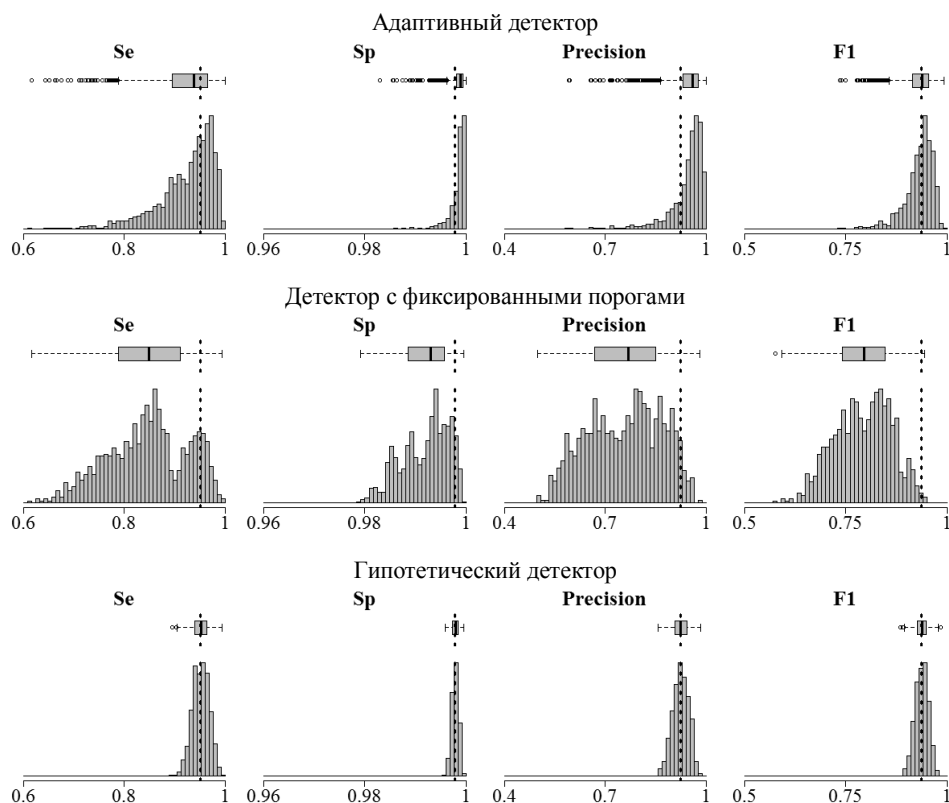 Адаптивный детектор
Se Sp Precision F1
0.6 0.8 1 0.96 0.98 1 0.4 0.7 1 0.5 0.75 1
Детектор с фиксированными порогами
Se Sp Precision F1
0.6 0.8 1 0.96 0.98 1 0.4 0.7 1 0.5 0.75 1
Гипотетический детектор
Se Sp Precision F1
0.6 0.8 1 0.96 0.98 1 0.4 0.7 1 0.5 0.75 1